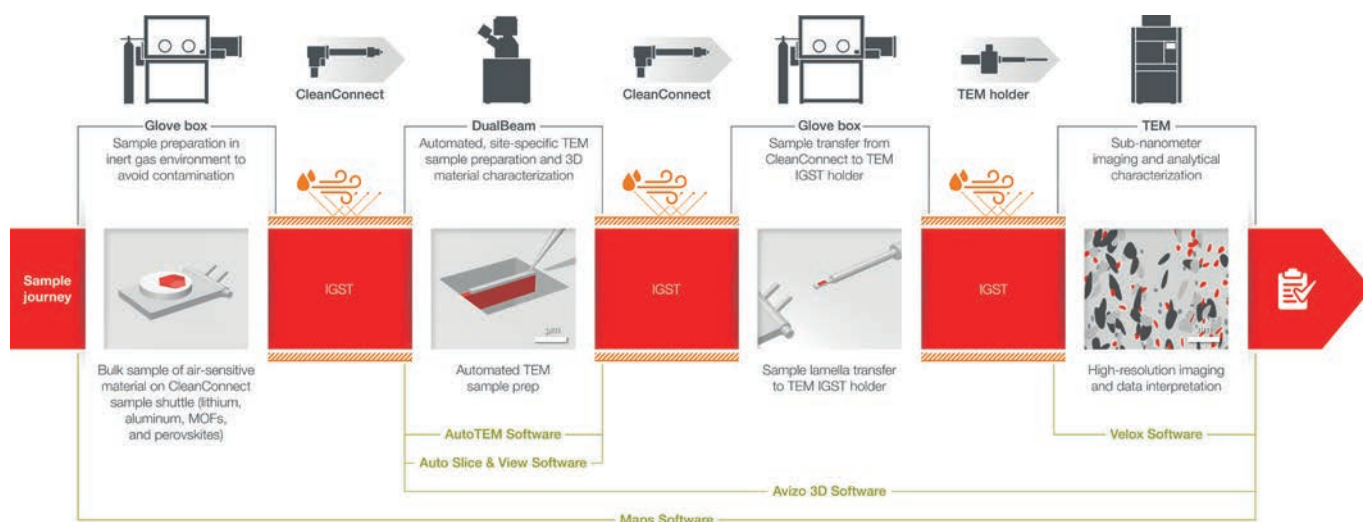 CleanConnect
CleanConnect
TEM holder
Glove box
Sample preparation in
inert gas environment to
avoid contamination
DualBeam
Automated, site-specific TEM
sample preparation and 3D
material characterization
Glove box
Sample transfer from
CleanConnect to TEM
IGST holder
TEM
Sub-nanometer
imaging and analytical
characterization
Sample
journey
IGST
µm
IGST
IGST
µm
Bulk sample of air-sensitive
material on CleanConnect
sample shuttle (lithium,
aluminum, MOFs,
and perovskites)
Automated TEM
sample prep
Sample lamella transfer
to TEM IGST holder
High-resolution imaging
and data interpretation
AutoTEM Software
Velox Software
Auto Slice & View Software
Avizo 3D Software
Maps Software